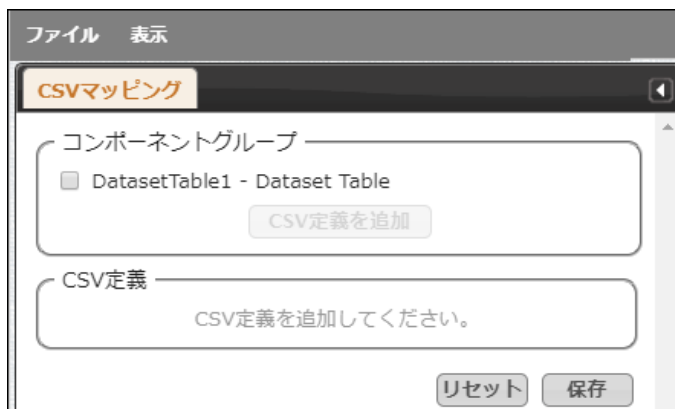 ファイル 表示
CSVマッピング
コンポーネントグループ
DatasetTable1 - Dataset Table
CSV定義を追加
CSV定義
CSV定義を追加してください。
リセット 保存